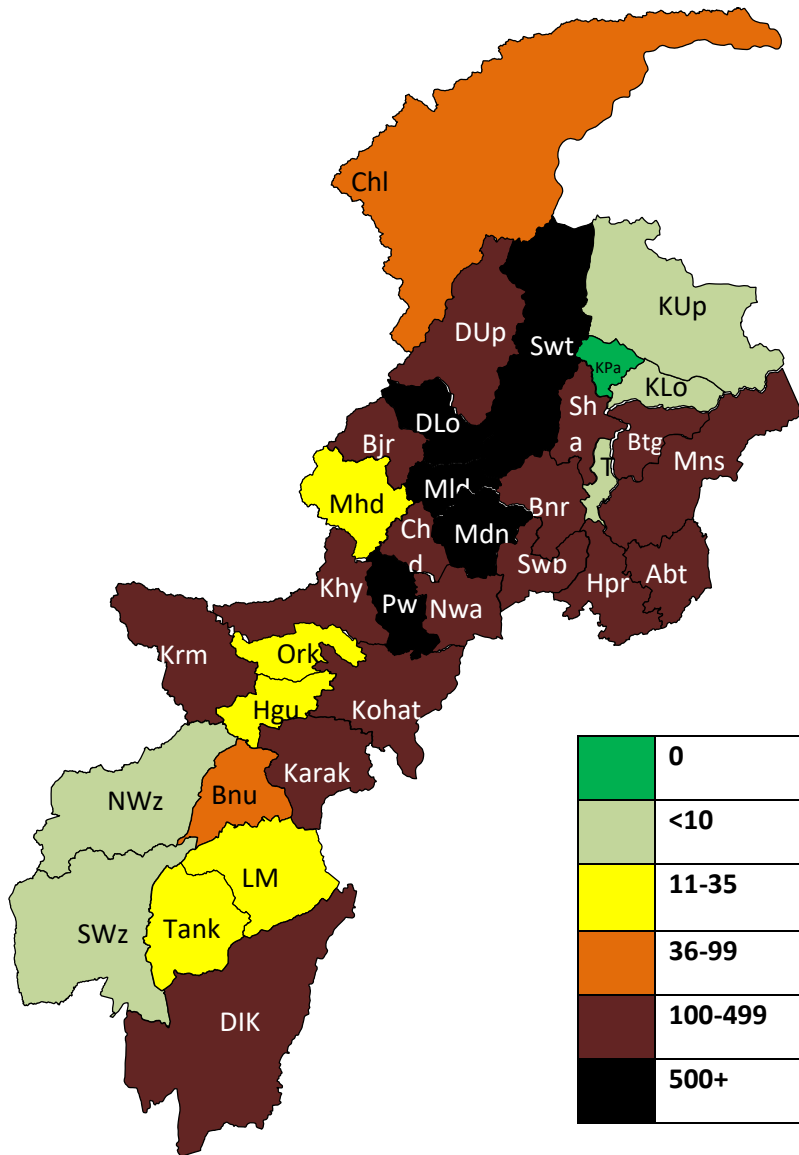 Chl
KUp
DUp
Swt
KPa
KLo
Sh
a
DLo
Bjr
Btg
T
Mns
Mld
Mhd
Bnr
Mdn
Ch
d
Swb
Abt
Hpr
Khy
Pw
Nwa
Ork
Krm
Hgu
Kohat
Karak
NWz
Bnu
LM
SWz
Tank
DIK
0
<10
11-35
36-99
100-499
500+